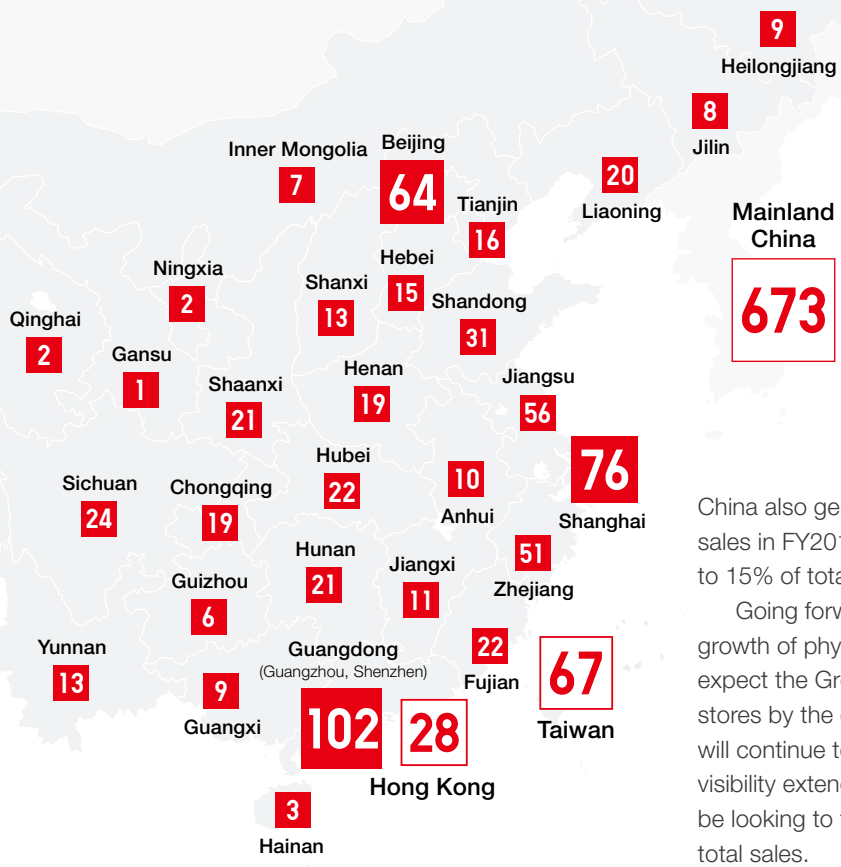 9
Heilongjiang
8
Jilin
Inner Mongolia
7
Beijing
64
Tianjin
16
20
Liaoning
Mainland
China
673
Hebei
15
Shanxi
13
Shandong
31
Ningxia
2
Qinghai
2
Gansu
1
Shaanxi
21
Henan
19
Jiangsu
56
76
Shanghai
Hubei
22
10
Anhui
Sichuan
24
Chongqing
19
51
Zhejiang
Hunan
21
Jiangxi
11
Guizhou
6
Yunnan
13
9
Guangxi
Guangdong
(Guangzhou, Shenzhen)
102
28
Hong Kong
22
Fujian
67
Taiwan
3
Hainan
China also ge
sales in FY201
to 15% of tota
Going forw
growth of phy
expect the Gr
stores by the
will continue to
visibility exten
be looking to
total sales.